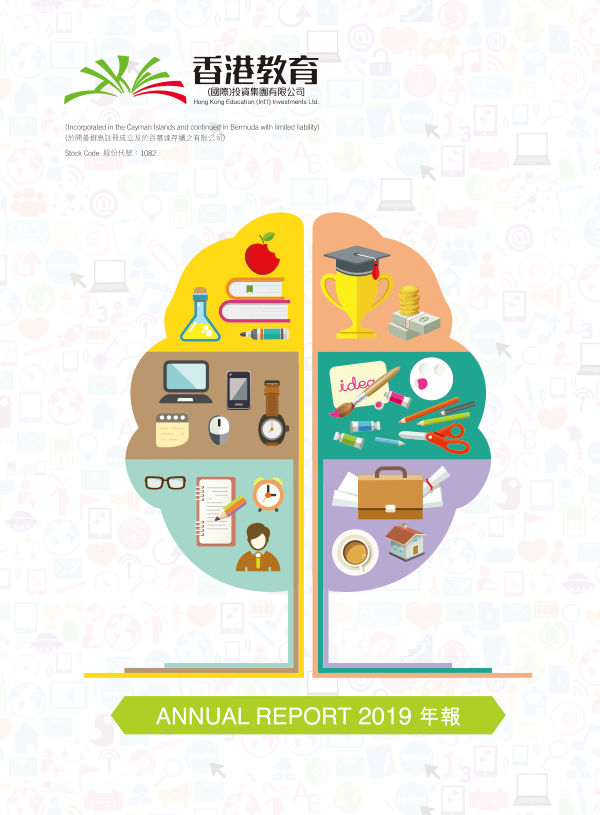 香港教育
(國際)投資集團有限公司
Hong Kong Education (Int'l) Investments Ltd.
(Incorporated in the Cayman Islands and continued in Bermuda with limited liability)
(於開曼群島註冊成立及於百慕達存續之有限公司)
Stock Code 股份代號：1082
idea
ANNUAL REPORT 2019 年報